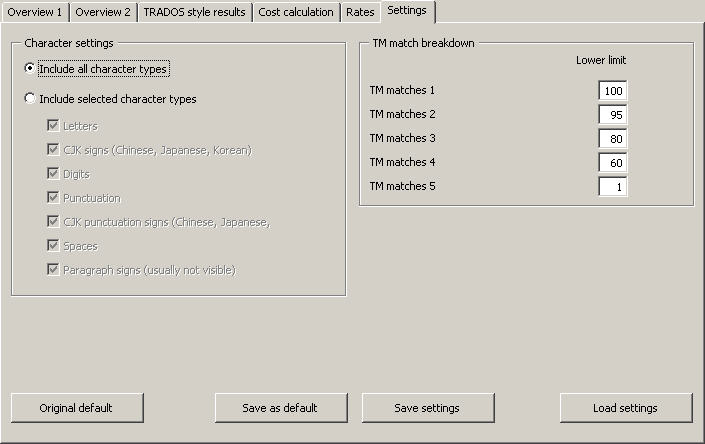 Overview 1 Overview 2 TRADOS style results Cost calculation Rates Settings
Character settings
Include all character types
Include selected character types
Letters
CJK signs (Chinese, Japanese, Korean)
Digits
Punctuation
CJK punctuation signs (Chinese, Japanese,
Spaces
Paragraph signs (usually not visible)
TM match breakdown
Lower limit
TM matches 1 100
TM matches 2 95
TM matches 3 80
TM matches 4 60
TM matches 5 1
Original default Save as default Save settings Load settings